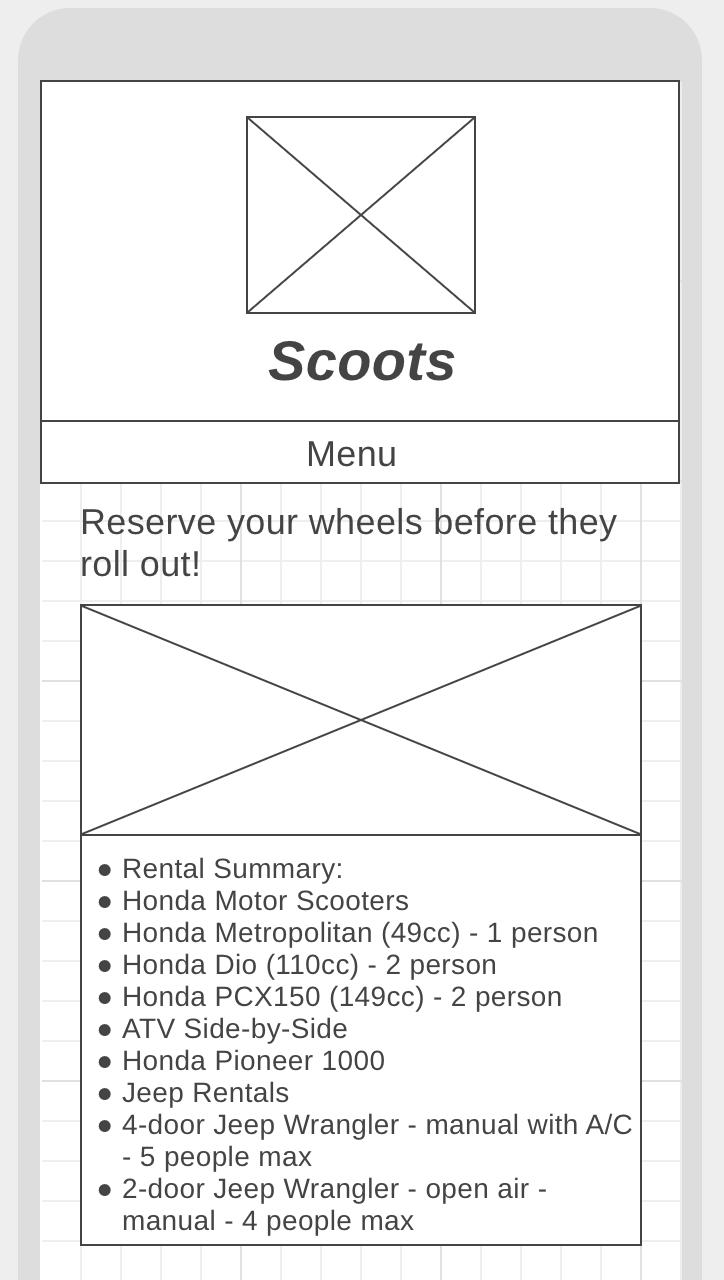 Scoots
Menu
Reserve your wheels before they
roll out!
● Rental Summary:
● Honda Motor Scooters
● Honda Metropolitan (49cc) - 1 person
● Honda Dio (110cc) - 2 person
● Honda PCX150 (149cc) - 2 person
● ATV Side-by-Side
● Honda Pioneer 1000
● Jeep Rentals
● 4-door Jeep Wrangler - manual with A/C
- 5 people max
● 2-door Jeep Wrangler - open air -
manual - 4 people max